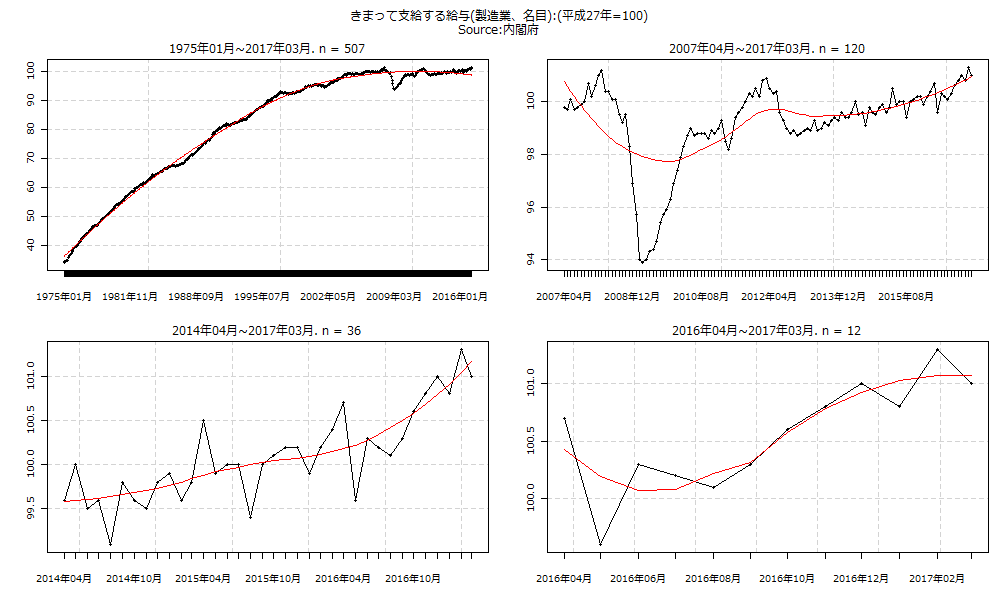 きまって支給する給与(製造業、名目):(平成27年=100)
Source:内閣府
1975年01月~2017年03月. n = 507
100
90
80
70
60
50
40
1975年01月 1981年11月 1988年09月 1995年07月 2002年05月 2009年03月 2016年01月
2007年04月~2017年03月. n = 120
100
98
96
94
2007年04月 2008年12月 2010年08月 2012年04月 2013年12月 2015年08月
2014年04月~2017年03月. n = 36
101.0
100.5
100.0
99.5
2014年04月 2014年10月 2015年04月 2015年10月 2016年04月 2016年10月
2016年04月~2017年03月. n = 12
101.0
100.5
100.0
2016年04月 2016年06月 2016年08月 2016年10月 2016年12月 2017年02月